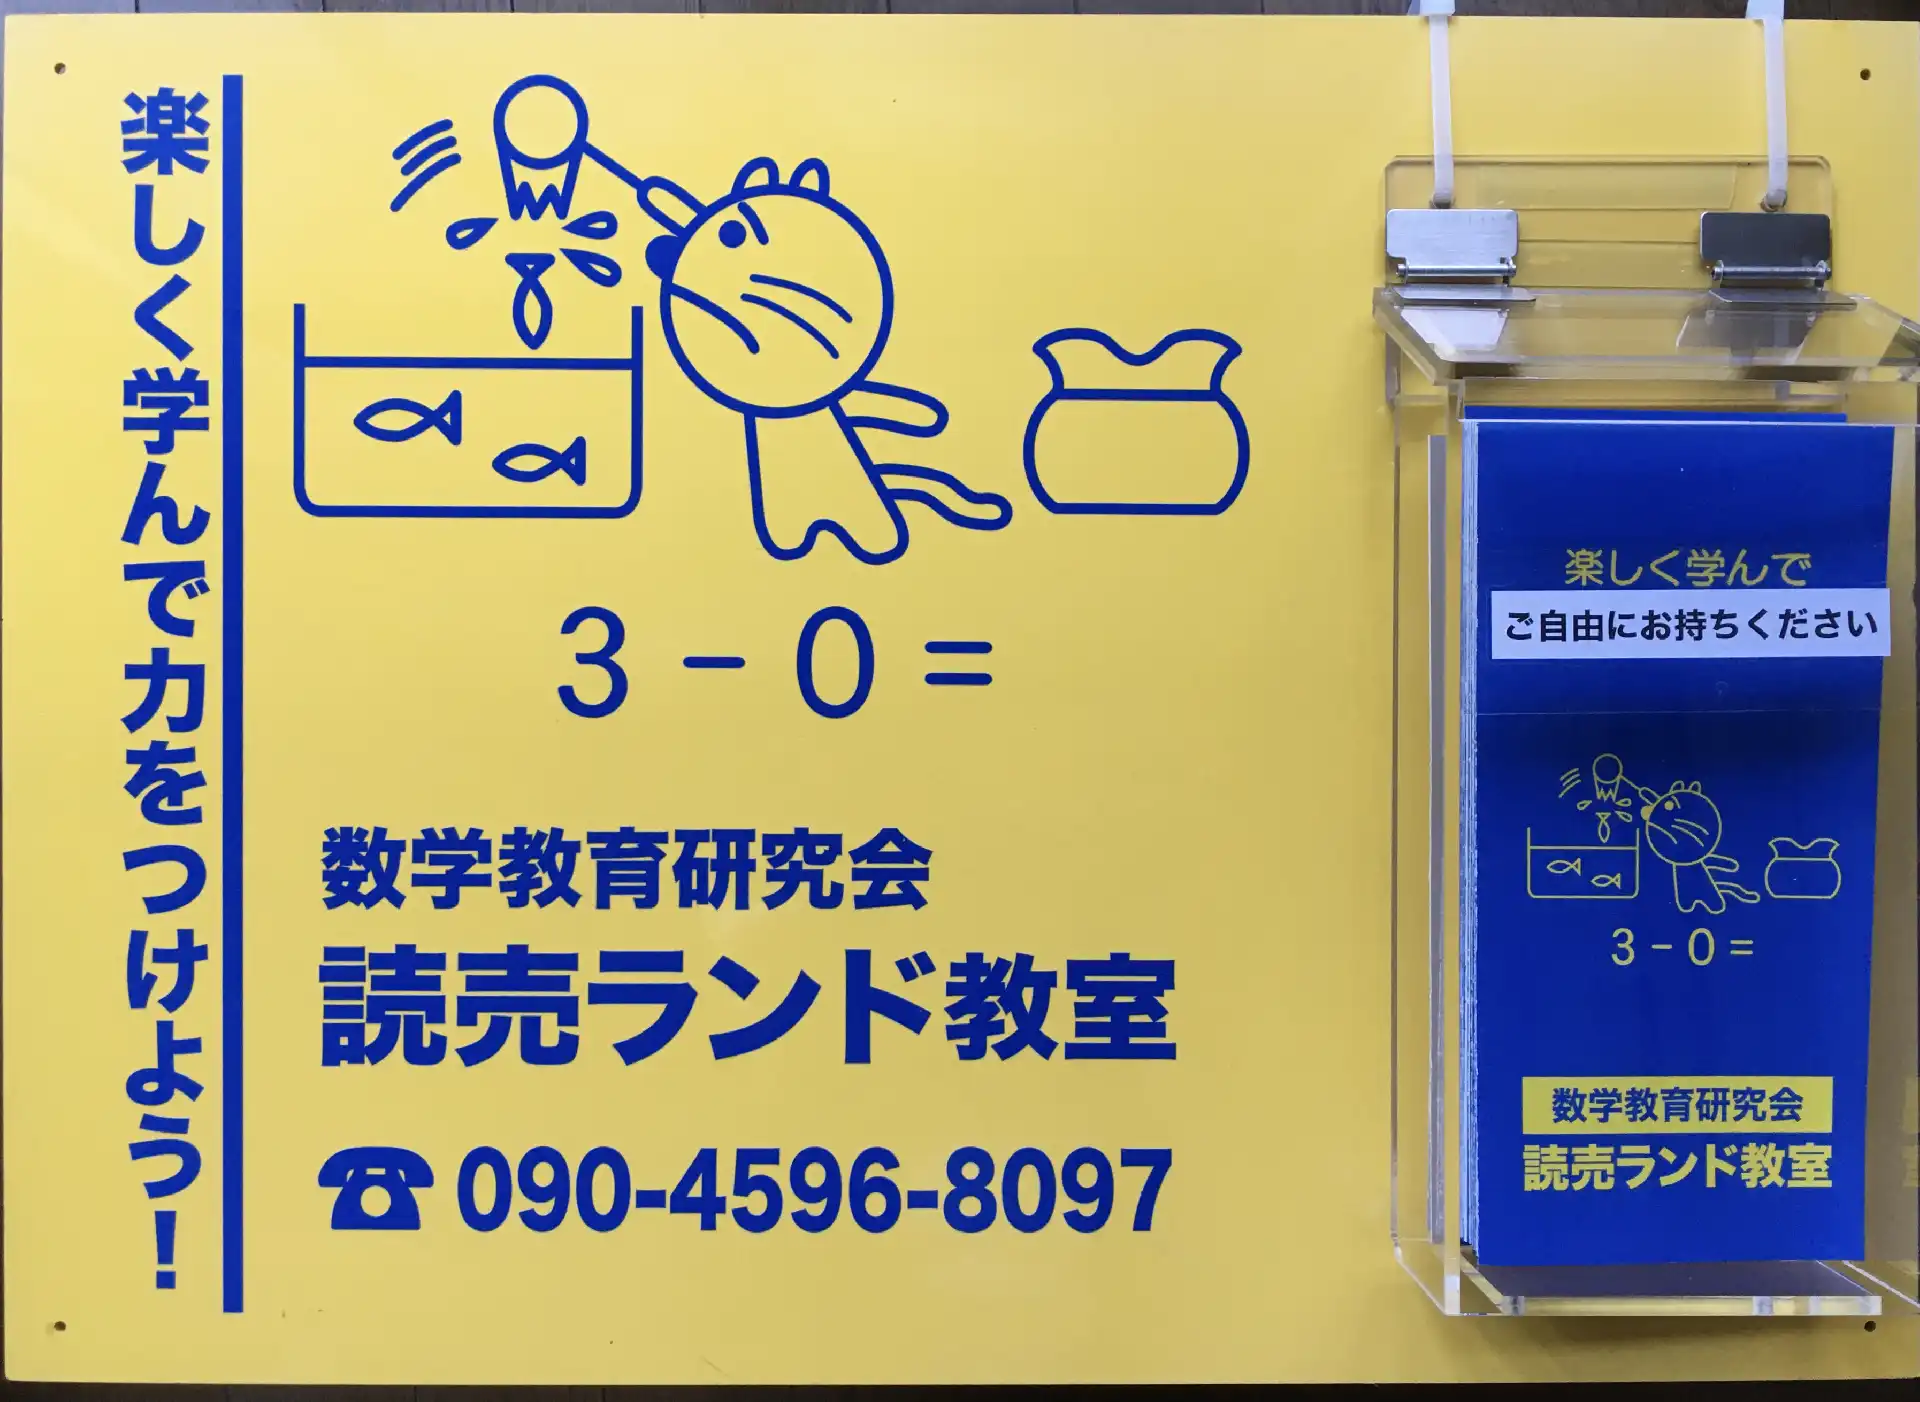 楽しく学んで力をつけよう!
3 - 0 =
数学教育研究会
読売ランド教室
☎090-4596-8097
楽しく学んで
ご自由にお持ちください
3 - 0 =
数学教育研究会
読売ランド教室